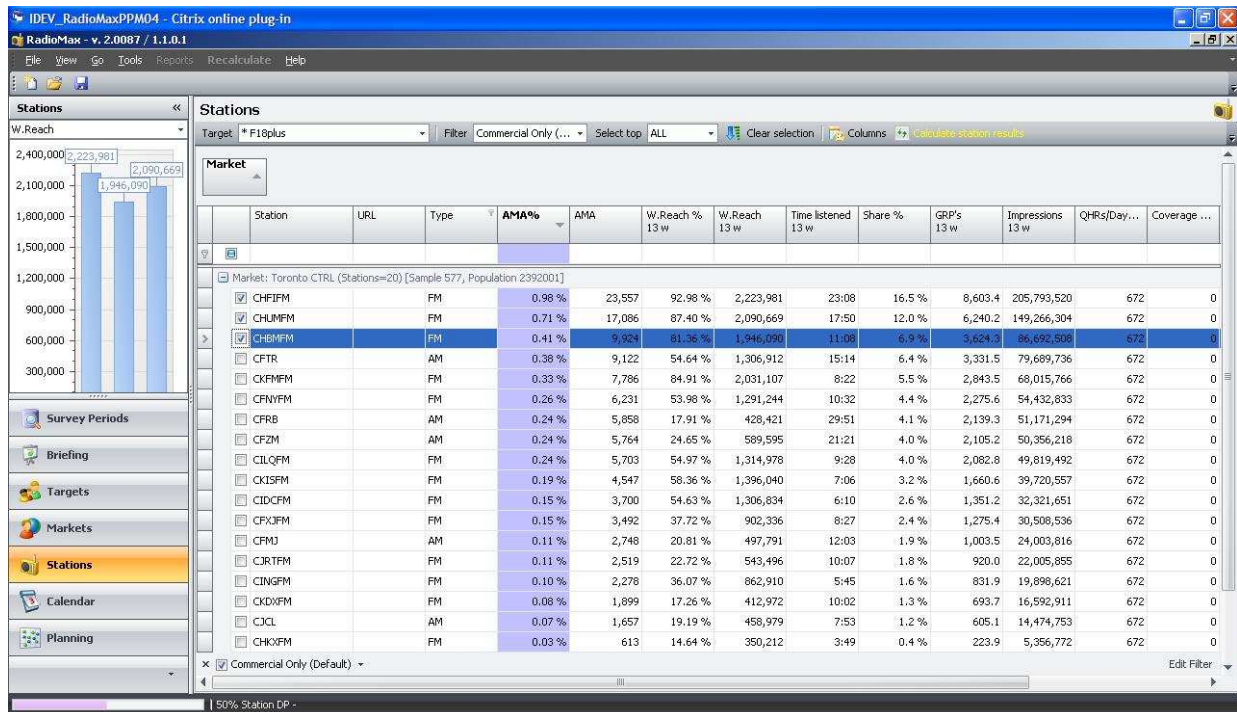 IDEV_RadioMaxPPM04 - Citrix online plug-in
RadioMax - v. 2.0087 / 1.1.0.1
File View Go Tools Reports Recalculate Help
Stations «
Stations
W.Reach
Target * F18plus Filter Commercial Only (... Select top ALL Clear selection Columns Calculate station results
2,400,000
2,223,981
2,090,669
1,946,090
2,100,000
1,800,000
1,500,000
1,200,000
900,000
600,000
300,000
Market
Station URL Type AMA% AMA W.Reach % 13 w W.Reach 13 w Time listened 13 w Share % GRP's 13 w Impressions 13 w QHRs/Day... Coverage ...
Market: Toronto CTRL (Stations=20) [Sample 577, Population 2392001]
CHFIFM FM 0.98 % 23,557 92.98 % 2,223,981 23:08 16.5 % 8,603.4 205,793,520 672 0
CHUMFM FM 0.71 % 17,086 87.40 % 2,090,669 17:50 12.0 % 6,240.2 149,266,304 672 0
CHBMFM FM 0.41 % 9,924 81.36 % 1,946,090 11:08 6.9 % 3,624.3 86,692,508 672 0
CFTR AM 0.38 % 9,122 54.64 % 1,306,912 15:14 6.4 % 3,331.5 79,689,736 672 0
CKFMFM FM 0.33 % 7,786 84.91 % 2,031,107 8:22 5.5 % 2,843.5 68,015,766 672 0
CFNYFM FM 0.26 % 6,231 53.98 % 1,291,244 10:32 4.4 % 2,275.6 54,432,833 672 0
CFRB AM 0.24 % 5,858 17.91 % 428,421 29:51 4.1 % 2,139.3 51,171,294 672 0
CFZM AM 0.24 % 5,764 24.65 % 589,595 21:21 4.0 % 2,105.2 50,356,218 672 0
CILQFM FM 0.24 % 5,703 54.97 % 1,314,978 9:28 4.0 % 2,082.8 49,819,492 672 0
CKISFM FM 0.19 % 4,547 58.36 % 1,396,040 7:06 3.2 % 1,660.6 39,720,557 672 0
CIDCFM FM 0.15 % 3,700 54.63 % 1,306,834 6:10 2.6 % 1,351.2 32,321,651 672 0
CFXJFM FM 0.15 % 3,492 37.72 % 902,336 8:27 2.4 % 1,275.4 30,508,536 672 0
CFMJ AM 0.11 % 2,748 20.81 % 497,791 12:03 1.9 % 1,003.5 24,003,816 672 0
CJRTFM FM 0.11 % 2,519 22.72 % 543,496 10:07 1.8 % 920.0 22,005,855 672 0
CINGFM FM 0.10 % 2,278 36.07 % 862,910 5:45 1.6 % 831.9 19,898,621 672 0
CKDXFM FM 0.08 % 1,899 17.26 % 412,972 10:02 1.3 % 693.7 16,592,911 672 0
CJCL AM 0.07 % 1,657 19.19 % 458,979 7:53 1.2 % 605.1 14,474,753 672 0
CHKXFM FM 0.03 % 613 14.64 % 350,212 3:49 0.4 % 223.9 5,356,772 672 0
Survey Periods
Briefing
Targets
Markets
Stations
Calendar
Planning
Commercial Only (Default) Edit Filter
50% Station DP -